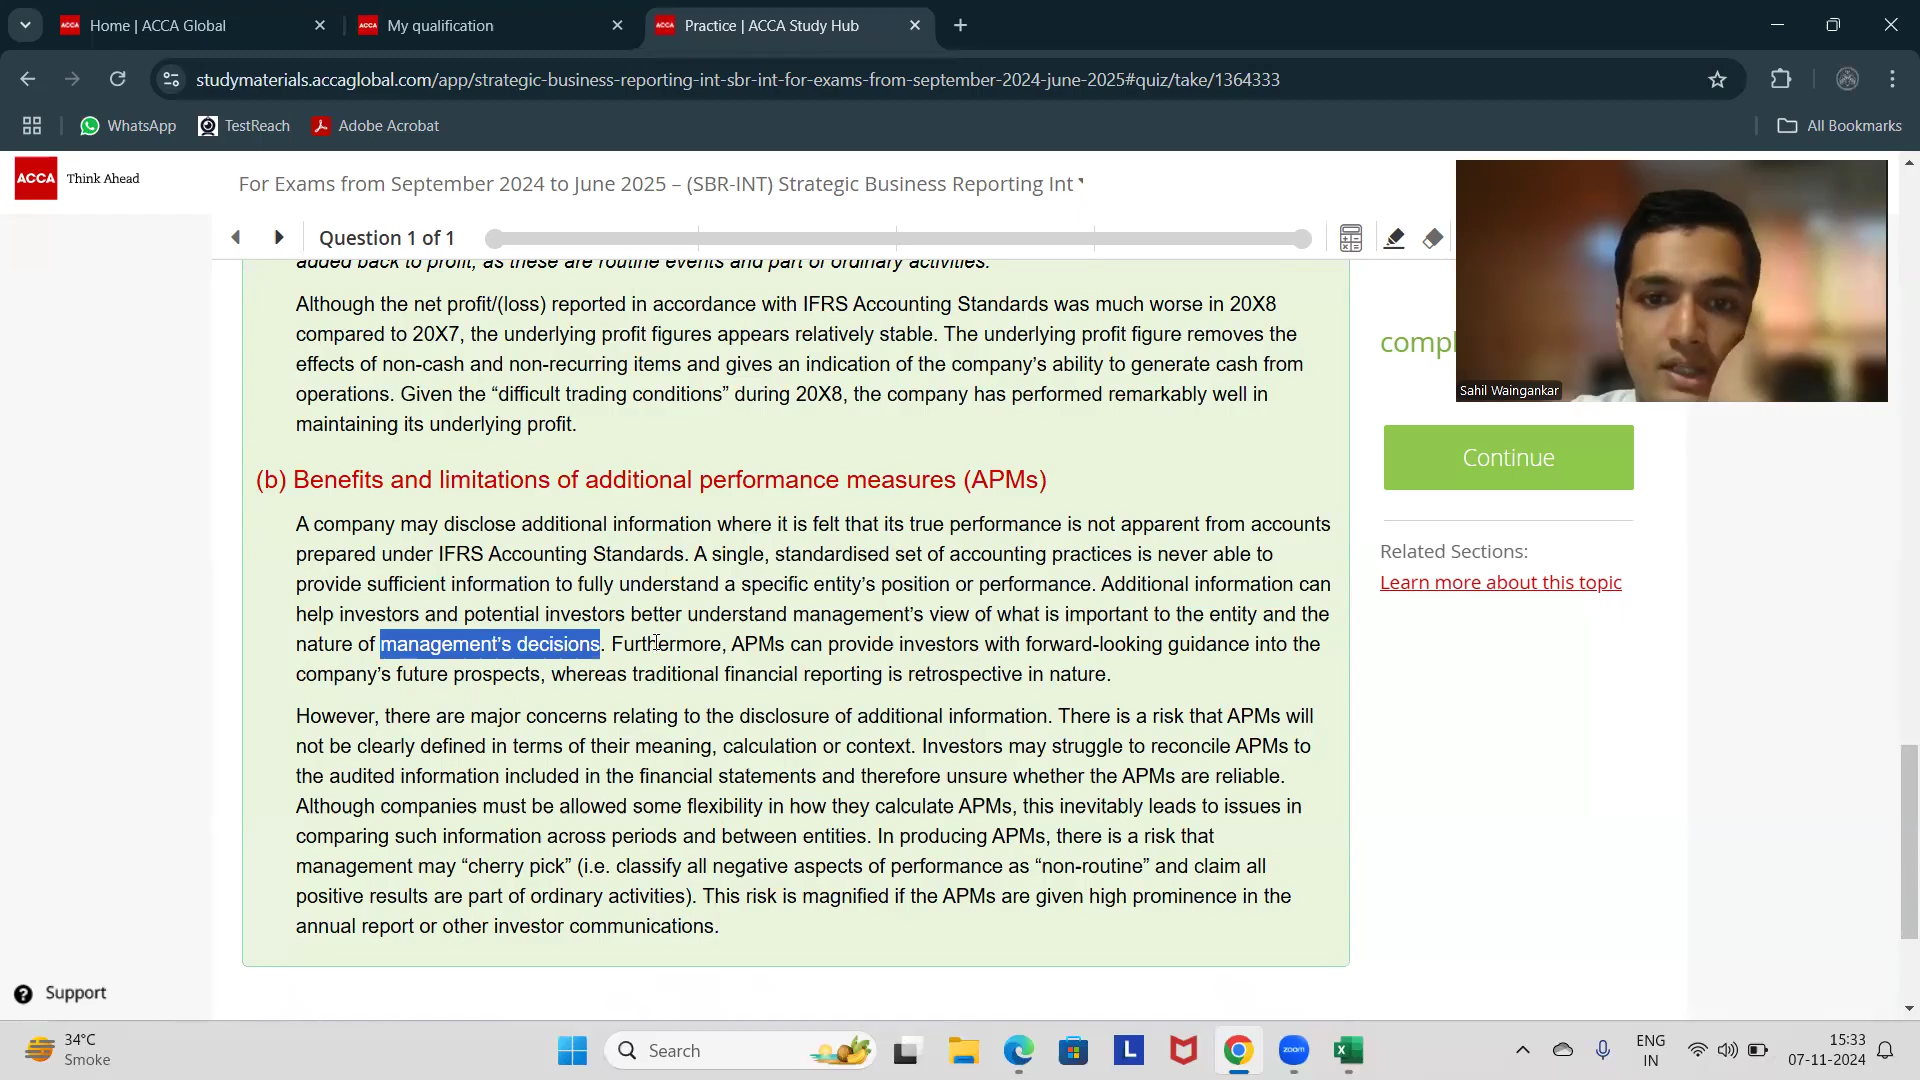 Home | ACCA Global
My qualification
Practice | ACCA Study Hub
studymaterials.accaglobal.com/app/strategic-business-reporting-int-sbr-int-for-exams-from-september-2024-june-2025#quiz/take/1364333
WhatsApp
TestReach
Adobe Acrobat
All Bookmarks
ACCA
Think Ahead
For Exams from September 2024 to June 2025 – (SBR-INT) Strategic Business Reporting Int
Question 1 of 1
added back to profit, as these are routine events and part of ordinary activities.
Although the net profit/(loss) reported in accordance with IFRS Accounting Standards was much worse in 20X8
compared to 20X7, the underlying profit figures appears relatively stable. The underlying profit figure removes the
effects of non-cash and non-recurring items and gives an indication of the company’s ability to generate cash from
operations. Given the “difficult trading conditions” during 20X8, the company has performed remarkably well in
maintaining its underlying profit.
(b) Benefits and limitations of additional performance measures (APMs)
A company may disclose additional information where it is felt that its true performance is not apparent from accounts
prepared under IFRS Accounting Standards. A single, standardised set of accounting practices is never able to
provide sufficient information to fully understand a specific entity’s position or performance. Additional information can
help investors and potential investors better understand management’s view of what is important to the entity and the
nature of management’s decisions. Furthermore, APMs can provide investors with forward-looking guidance into the
company’s future prospects, whereas traditional financial reporting is retrospective in nature.
However, there are major concerns relating to the disclosure of additional information. There is a risk that APMs will
not be clearly defined in terms of their meaning, calculation or context. Investors may struggle to reconcile APMs to
the audited information included in the financial statements and therefore unsure whether the APMs are reliable.
Although companies must be allowed some flexibility in how they calculate APMs, this inevitably leads to issues in
comparing such information across periods and between entities. In producing APMs, there is a risk that
management may “cherry pick” (i.e. classify all negative aspects of performance as “non-routine” and claim all
positive results are part of ordinary activities). This risk is magnified if the APMs are given high prominence in the
annual report or other investor communications.
compl
Sahil Waingankar
Continue
Related Sections:
Learn more about this topic
Support
34°C
Smoke
Search
zoom
ENG
IN
15:33
07-11-2024